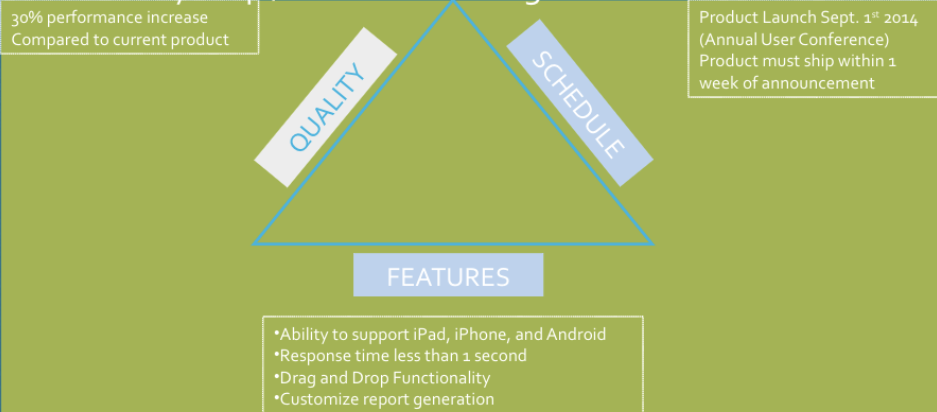 30% performance increase
Compared to current product
Product Launch Sept. 1st 2014
(Annual User Conference)
Product must ship within 1
week of announcement
QUALITY
SCHEDULE
FEATURES
•Ability to support iPad, iPhone, and Android
•Response time less than 1 second
•Drag and Drop Functionality
•Customize report generation